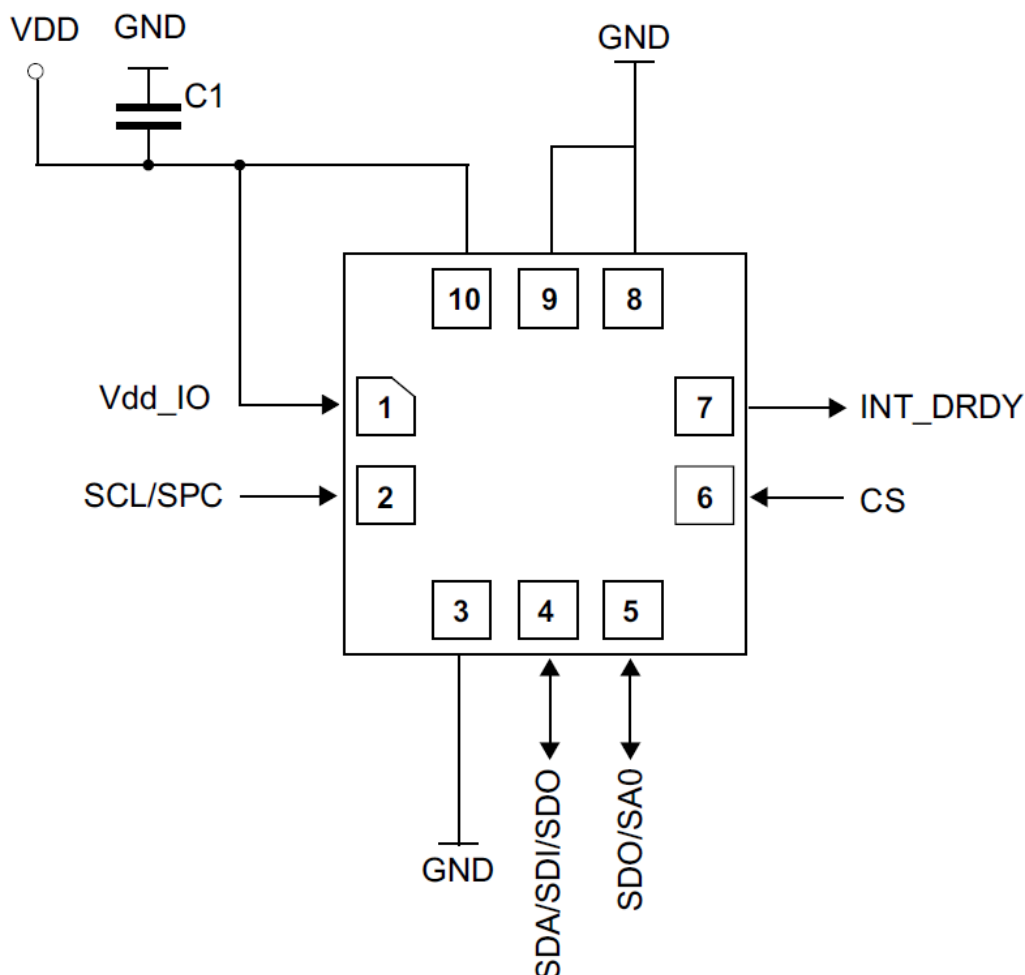 VDD
GND
C1
GND
10
9
8
Vdd_IO
1
7
INT_DRDY
SCL/SPC
2
6
CS
3
4
5
GND
SDA/SDI/SDO
SDO/SA0